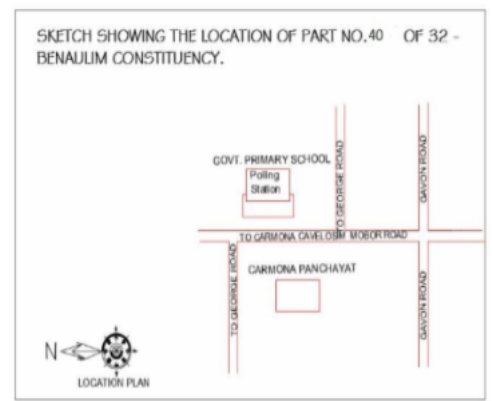 SKETCH SHOWING THE LOCATION OF PART NO.40 OF 32 -
BENAULIM CONSTITUENCY.
GOVT. PRIMARY SCHOOL
Polling
Station
TO GEORGE ROAD
GAVON ROAD
TO CARMONA CAVELOSIM MOBOR ROAD
TO GEORGE ROAD
CARMONA PANCHAYAT
GAVON ROAD
N
LOCATION PLAN